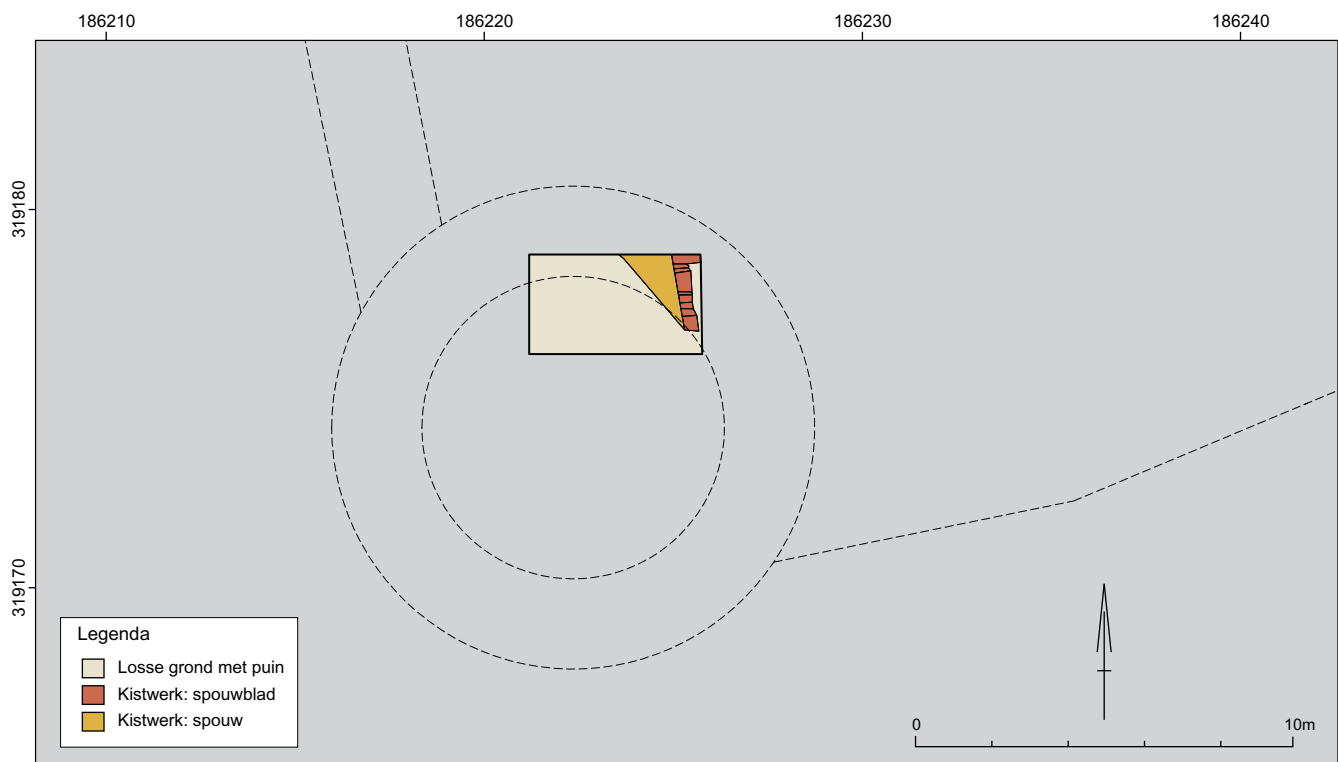 186210 186220 186230 186240
319180
319170
Legenda
Losse grond met puin
Kistwerk: spouwblad
Kistwerk: spouw
0 10m